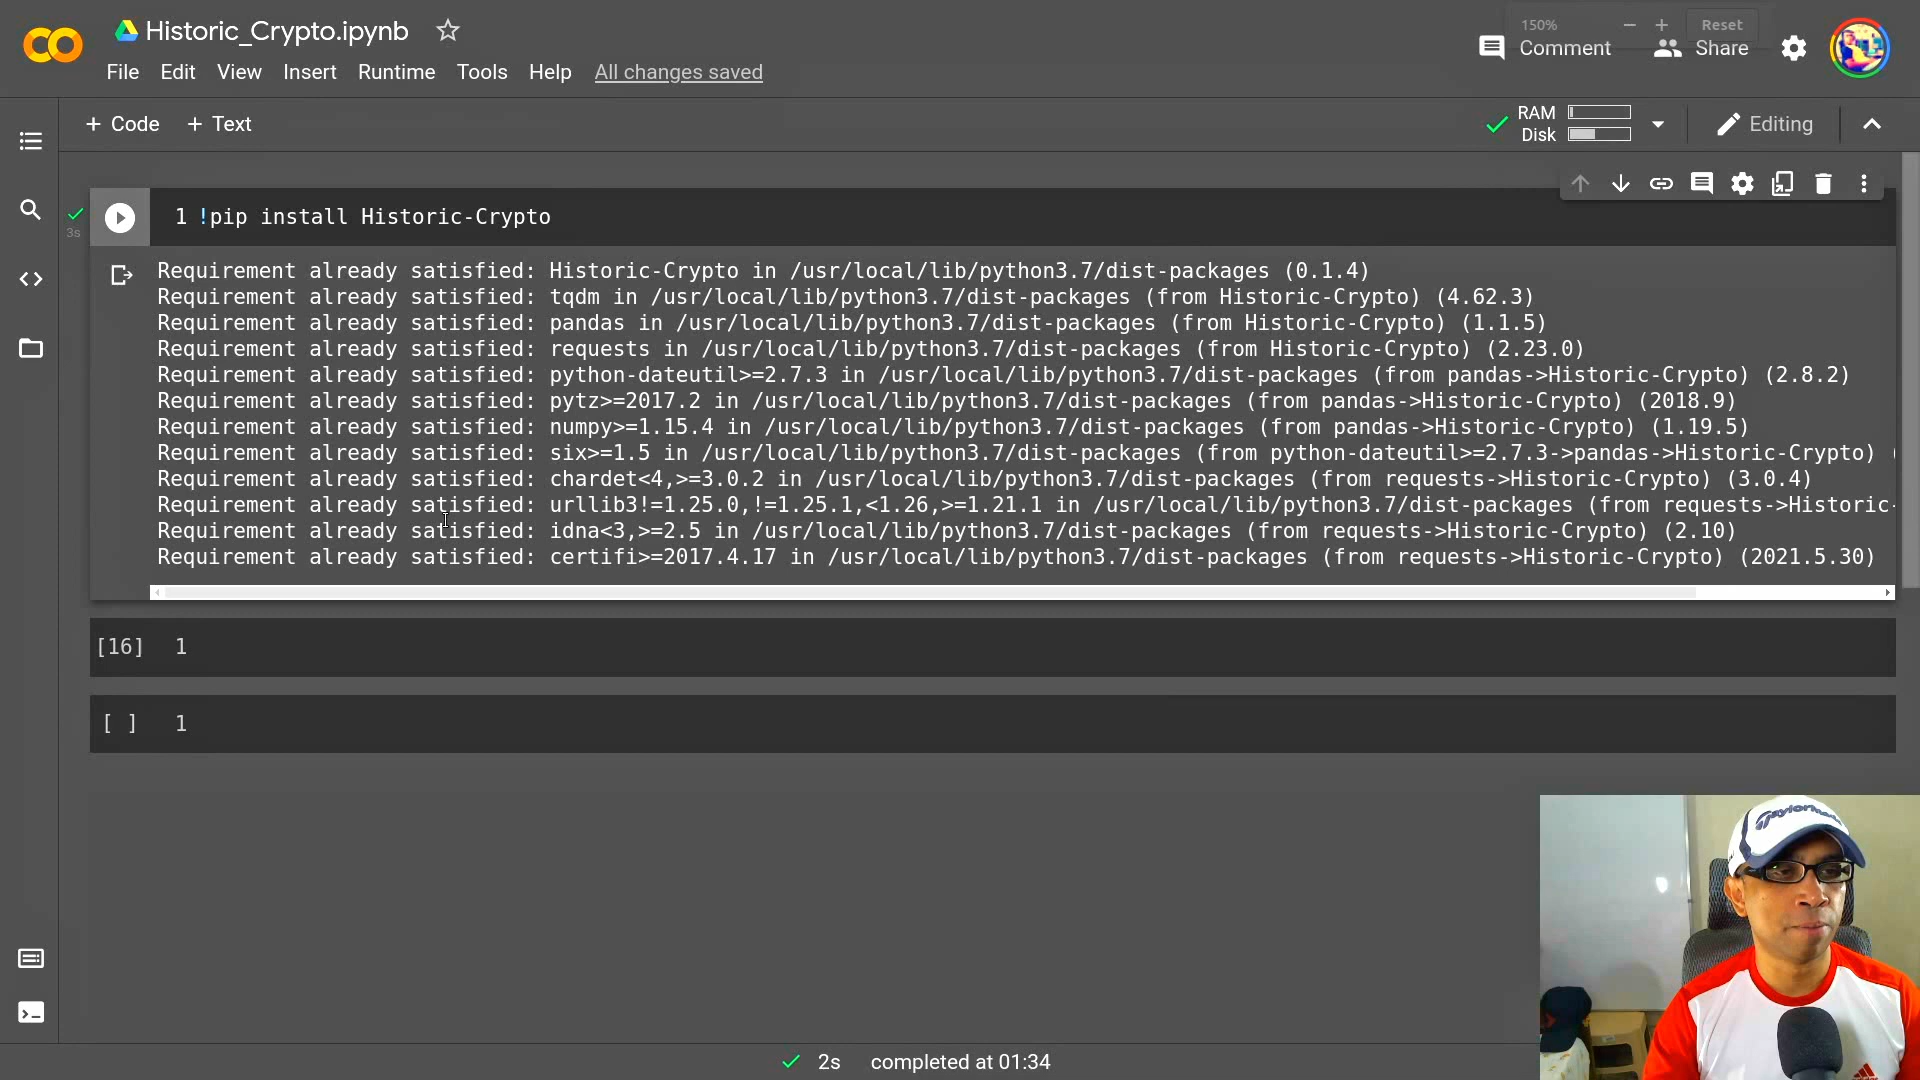 Historic_Crypto.ipynb
150%
Reset
Comment
Share
File Edit View Insert Runtime Tools Help All changes saved
+ Code + Text
RAM
Disk
Editing
3s
1 !pip install Historic-Crypto
Requirement already satisfied: Historic-Crypto in /usr/local/lib/python3.7/dist-packages (0.1.4)
Requirement already satisfied: tqdm in /usr/local/lib/python3.7/dist-packages (from Historic-Crypto) (4.62.3)
Requirement already satisfied: pandas in /usr/local/lib/python3.7/dist-packages (from Historic-Crypto) (1.1.5)
Requirement already satisfied: requests in /usr/local/lib/python3.7/dist-packages (from Historic-Crypto) (2.23.0)
Requirement already satisfied: python-dateutil>=2.7.3 in /usr/local/lib/python3.7/dist-packages (from pandas->Historic-Crypto) (2.8.2)
Requirement already satisfied: pytz>=2017.2 in /usr/local/lib/python3.7/dist-packages (from pandas->Historic-Crypto) (2018.9)
Requirement already satisfied: numpy>=1.15.4 in /usr/local/lib/python3.7/dist-packages (from pandas->Historic-Crypto) (1.19.5)
Requirement already satisfied: six>=1.5 in /usr/local/lib/python3.7/dist-packages (from python-dateutil>=2.7.3->pandas->Historic-Crypto) (
Requirement already satisfied: chardet<4,>=3.0.2 in /usr/local/lib/python3.7/dist-packages (from requests->Historic-Crypto) (3.0.4)
Requirement already satisfied: urllib3!=1.25.0,!=1.25.1,<1.26,>=1.21.1 in /usr/local/lib/python3.7/dist-packages (from requests->Historic-
Requirement already satisfied: idna<3,>=2.5 in /usr/local/lib/python3.7/dist-packages (from requests->Historic-Crypto) (2.10)
Requirement already satisfied: certifi>=2017.4.17 in /usr/local/lib/python3.7/dist-packages (from requests->Historic-Crypto) (2021.5.30)
[16] 1
[ ] 1
TaylorMade
2s completed at 01:34